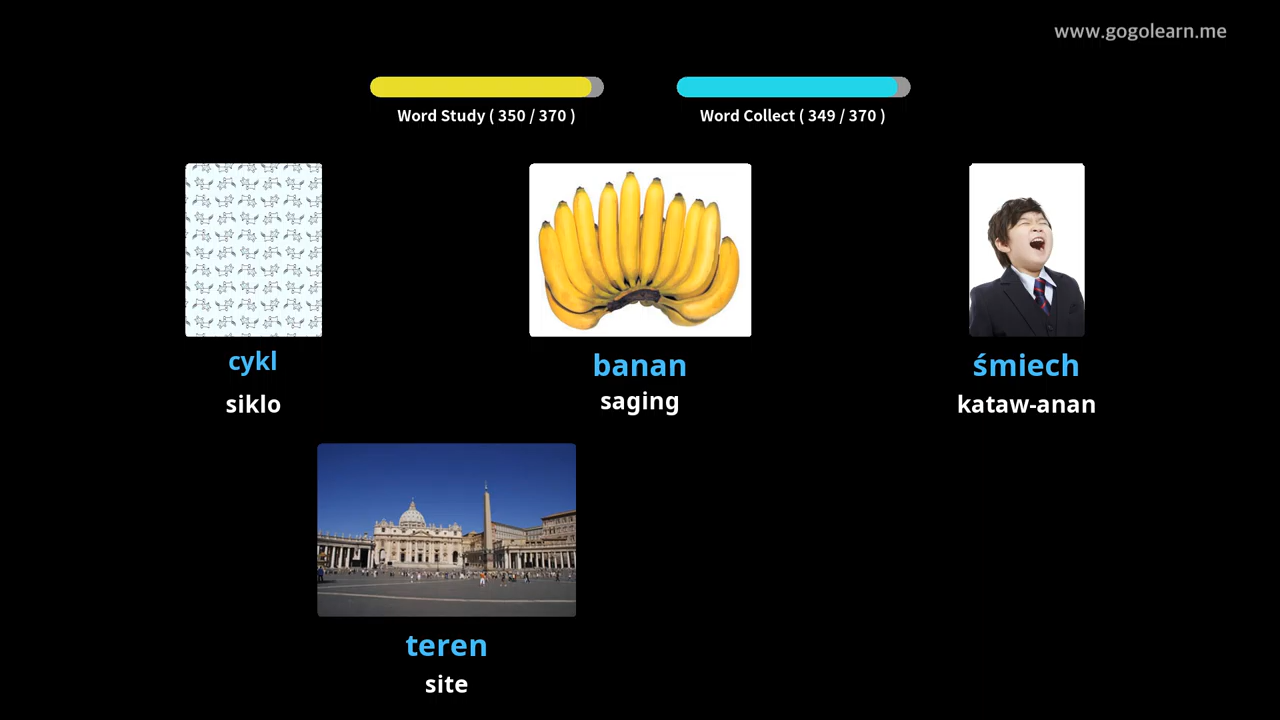 www.gogolearn.me
Word Study ( 350 / 370 )
Word Collect ( 349 / 370 )
cykl
siklo
banan
saging
śmiech
kataw-anan
teren
site